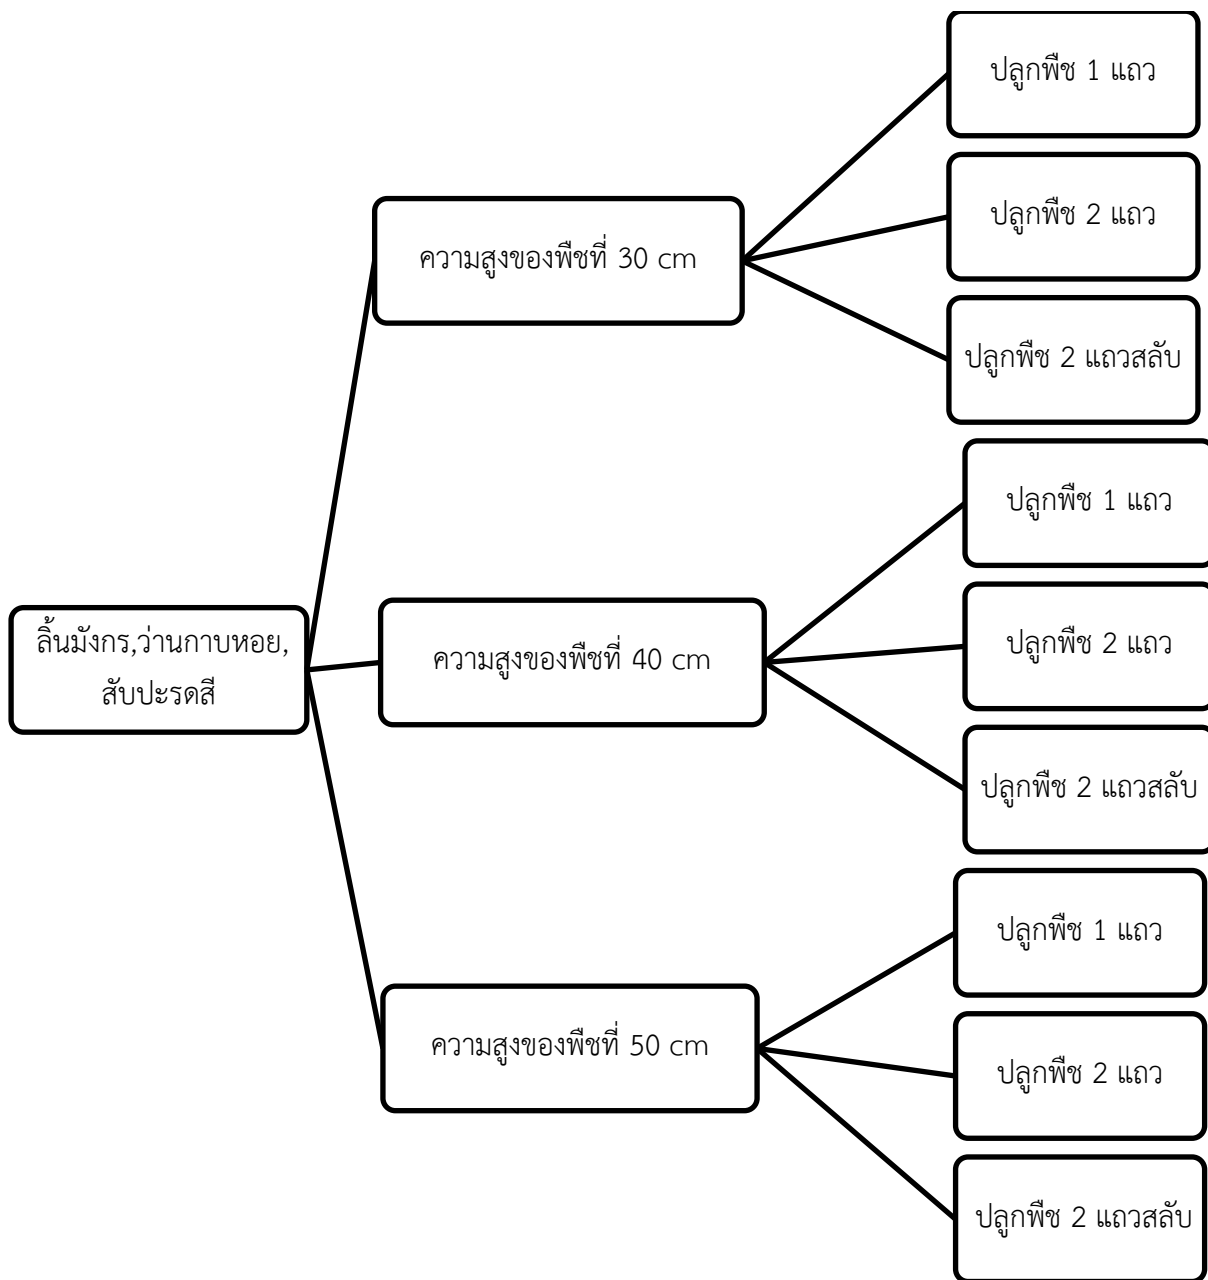 ปลูกพืช 1 แถว
ปลูกพืช 2 แถว
ความสูงของพืชที่ 30 cm
ปลูกพืช 2 แถวสลับ
ปลูกพืช 1 แถว
ลิ้นมังกร,ว่านกาบหอย,
สับปะรดสี
ความสูงของพืชที่ 40 cm
ปลูกพืช 2 แถว
ปลูกพืช 2 แถวสลับ
ปลูกพืช 1 แถว
ความสูงของพืชที่ 50 cm
ปลูกพืช 2 แถว
ปลูกพืช 2 แถวสลับ